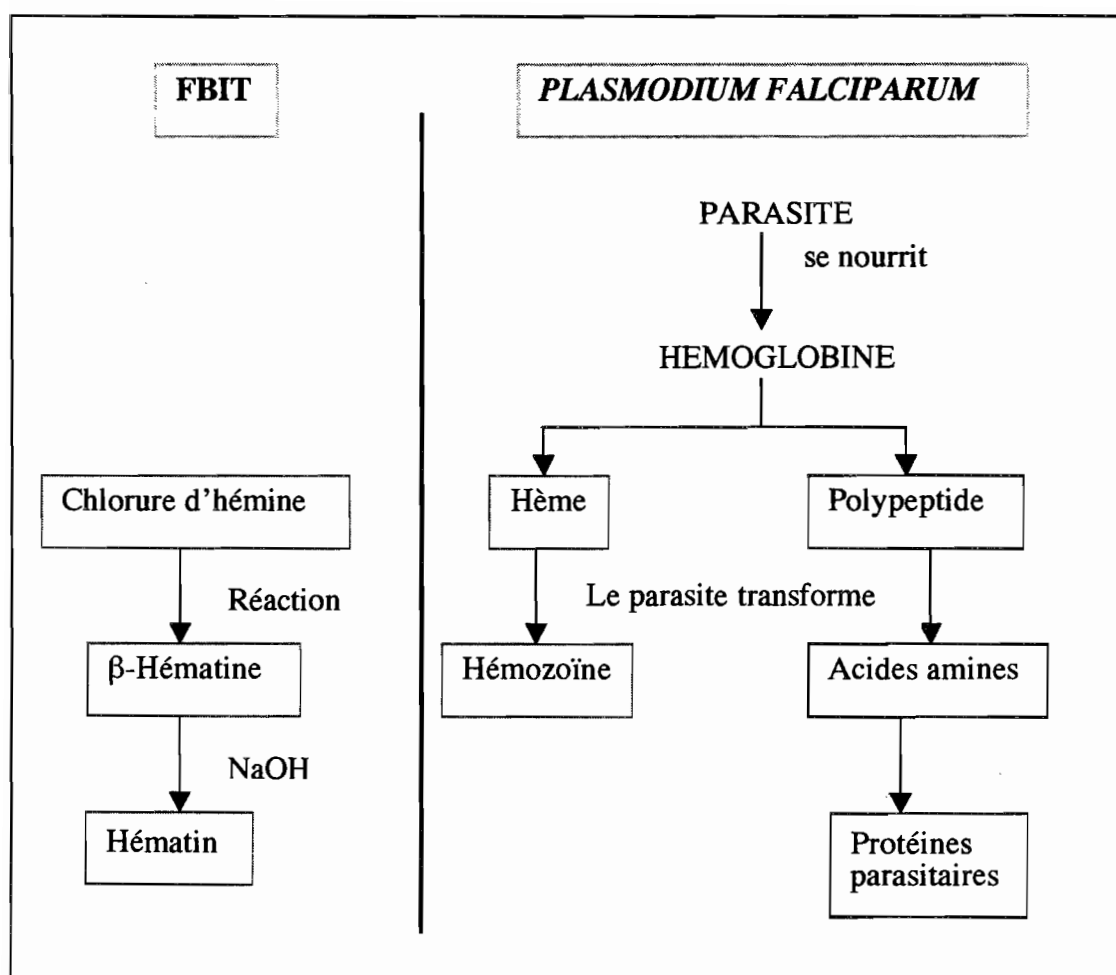 FBIT
PLASMODIUM FALCIPARUM
PARASITE
se nourrit
HEMOGLOBINE
Chlorure d'hémine
Hème
Polypeptide
Réaction
Le parasite transforme
β-Hématine
Hémozoïne
Acides amines
NaOH
Hématin
Protéines
parasitaires